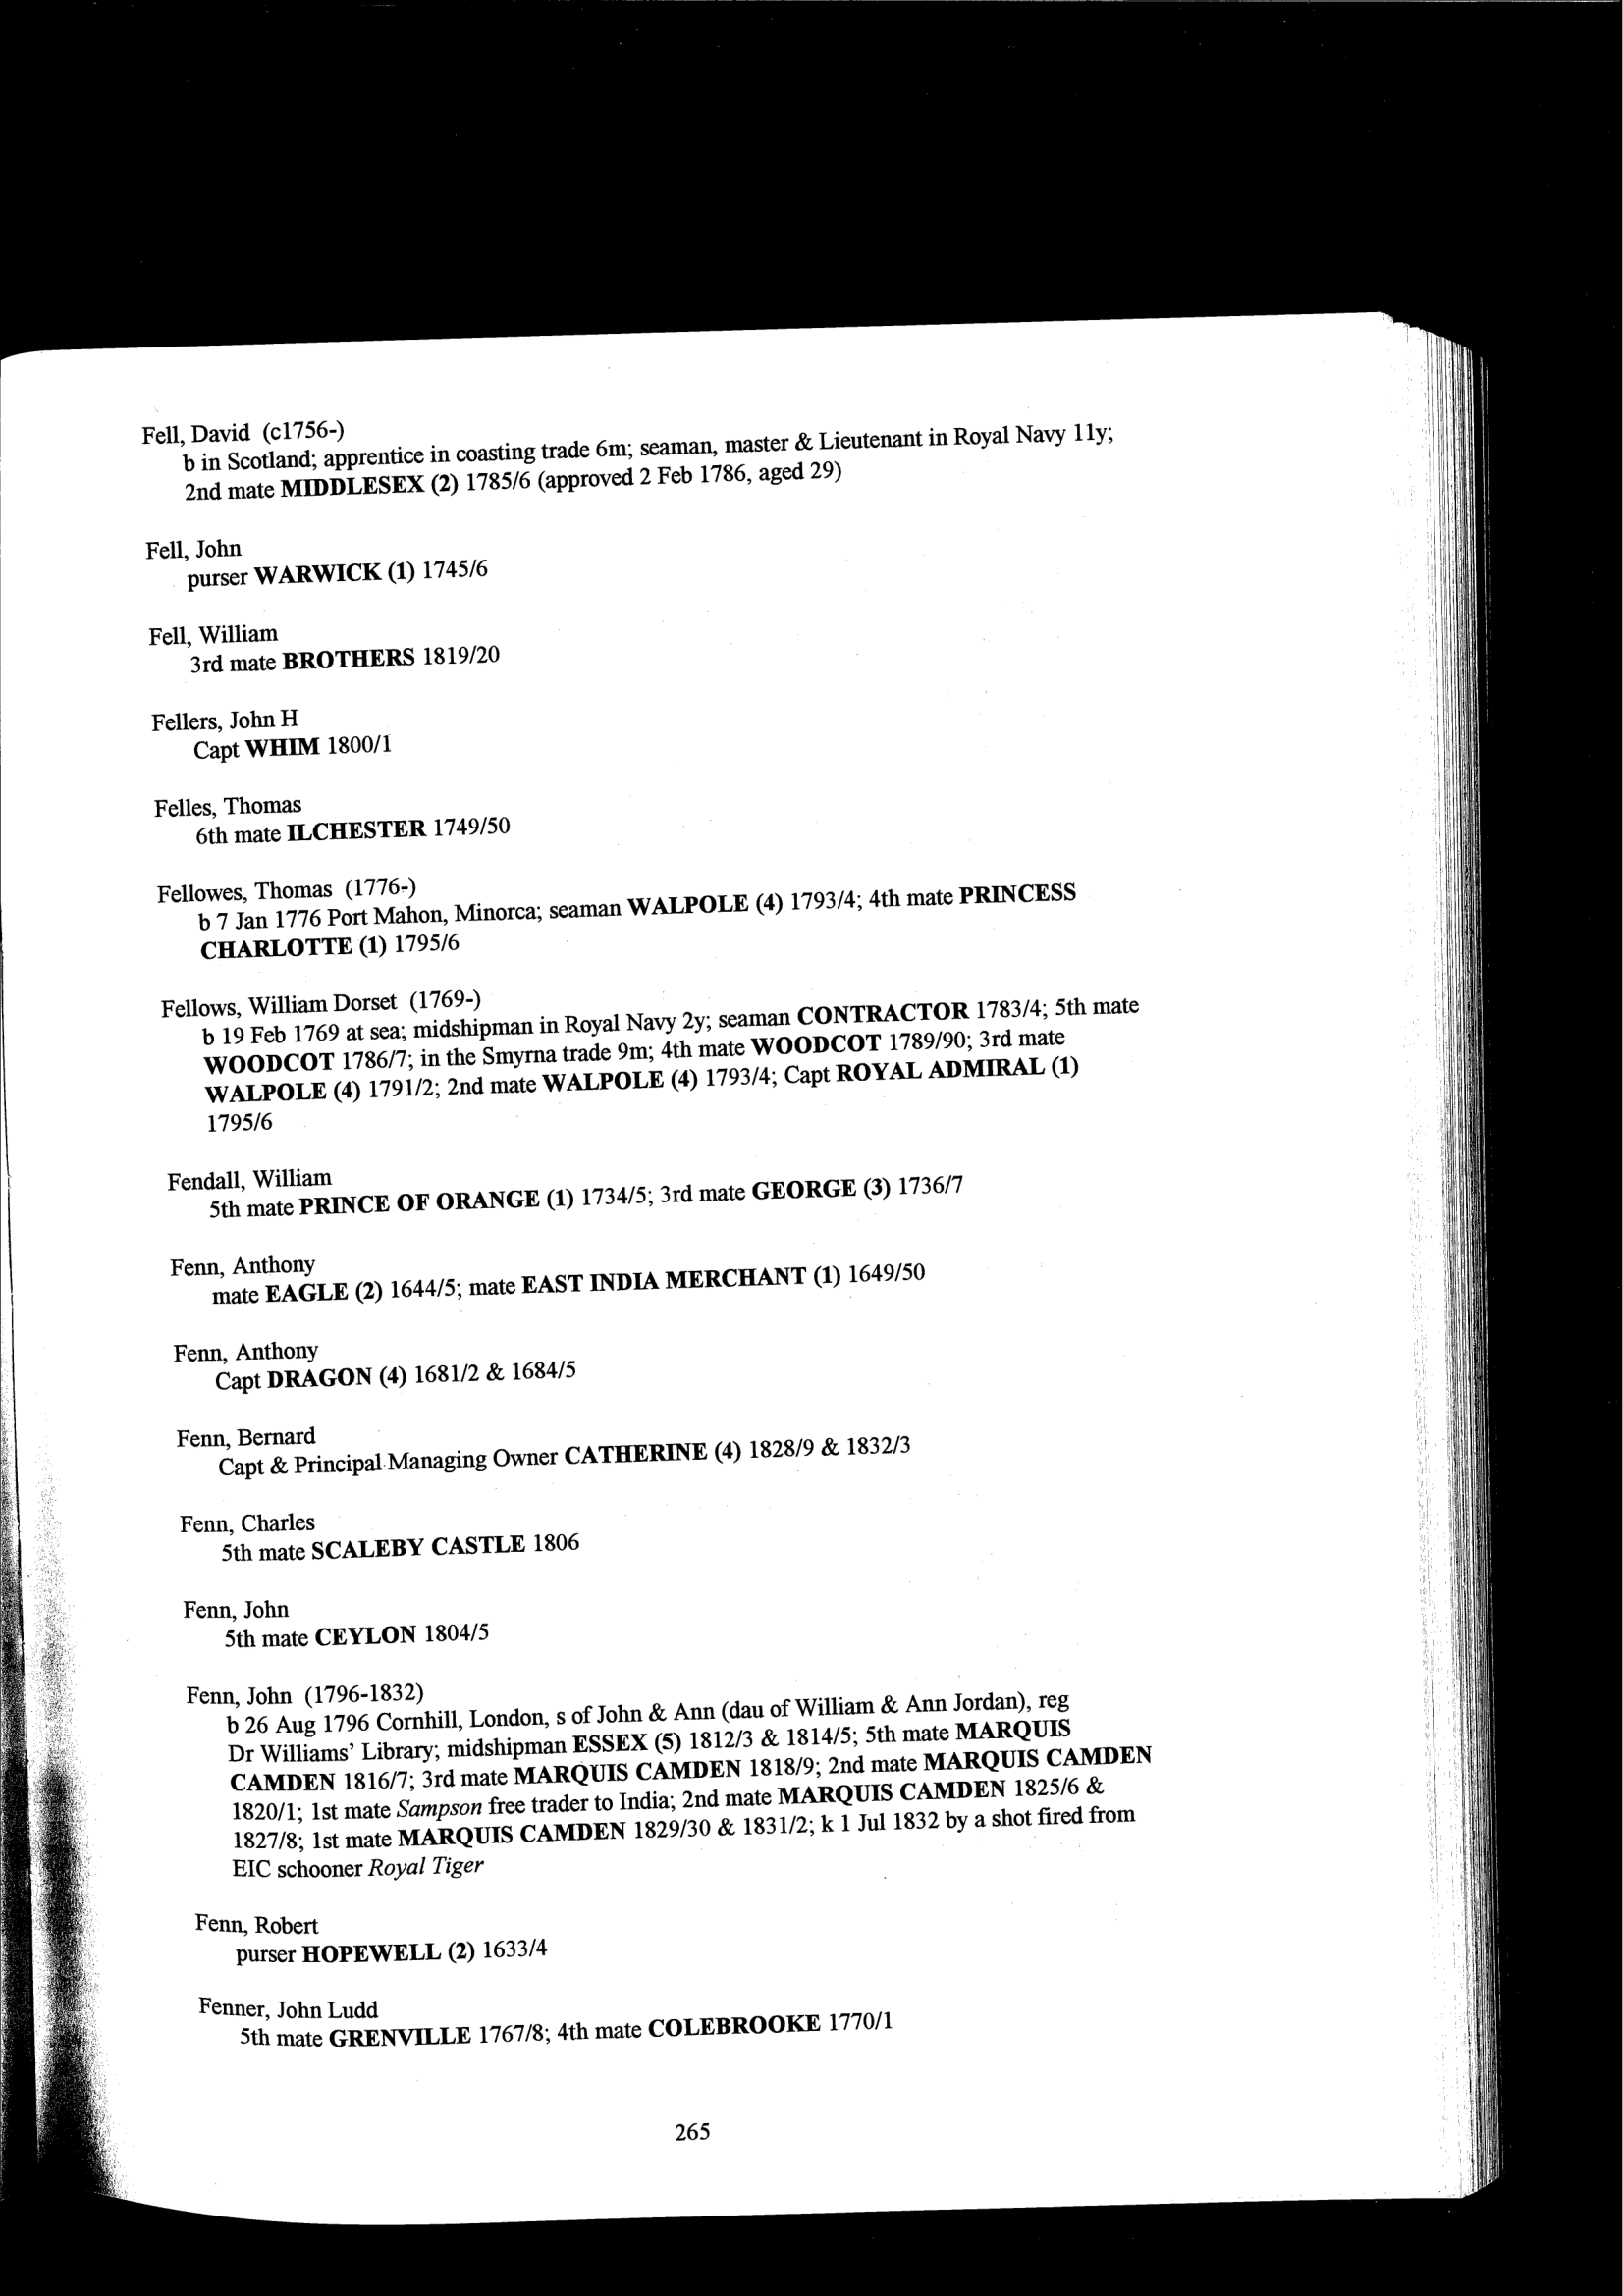 Fell, David (c1756-)
b in Scotland; apprentice in coasting trade 6m; seaman, master & Lieutenant in Royal Navy 11y;
2nd mate MIDDLESEX (2) 1785/6 (approved 2 Feb 1786, aged 29)
Fell, John
purser WARWICK (1) 1745/6
Fell, William
3rd mate BROTHERS 1819/20
Fellers, John H
Capt WHIM 1800/1
Felles, Thomas
6th mate ILCHESTER 1749/50
Fellowes, Thomas (1776-)
b 7 Jan 1776 Port Mahon, Minorca; seaman WALPOLE (4) 1793/4; 4th mate PRINCESS
CHARLOTTE (1) 1795/6
Fellows, William Dorset (1769-)
b 19 Feb 1769 at sea; midshipman in Royal Navy 2y; seaman CONTRACTOR 1783/4; 5th mate
WOODCOT 1786/7; in the Smyrna trade 9m; 4th mate WOODCOT 1789/90; 3rd mate
WALPOLE (4) 1791/2; 2nd mate WALPOLE (4) 1793/4; Capt ROYAL ADMIRAL (1)
1795/6
Fendall, William
5th mate PRINCE OF ORANGE (1) 1734/5; 3rd mate GEORGE (3) 1736/7
Fenn, Anthony
mate EAGLE (2) 1644/5; mate EAST INDIA MERCHANT (1) 1649/50
Fenn, Anthony
Capt DRAGON (4) 1681/2 & 1684/5
Fenn, Bernard
Capt & Principal Managing Owner CATHERINE (4) 1828/9 & 1832/3
Fenn, Charles
5th mate SCALEBY CASTLE 1806
Fenn, John
5th mate CEYLON 1804/5
Fenn, John (1796-1832)
b 26 Aug 1796 Cornhill, London, s of John & Ann (dau of William & Ann Jordan), reg
Dr Williams' Library; midshipman ESSEX (5) 1812/3 & 1814/5; 5th mate MARQUIS
CAMDEN 1816/7; 3rd mate MARQUIS CAMDEN 1818/9; 2nd mate MARQUIS CAMDEN
1820/1; 1st mate Sampson free trader to India; 2nd mate MARQUIS CAMDEN 1825/6 &
1827/8; 1st mate MARQUIS CAMDEN 1829/30 & 1831/2; k 1 Jul 1832 by a shot fired from
EIC schooner Royal Tiger
Fenn, Robert
purser HOPEWELL (2) 1633/4
Fenner, John Ludd
5th mate GRENVILLE 1767/8; 4th mate COLEBROOKE 1770/1
265